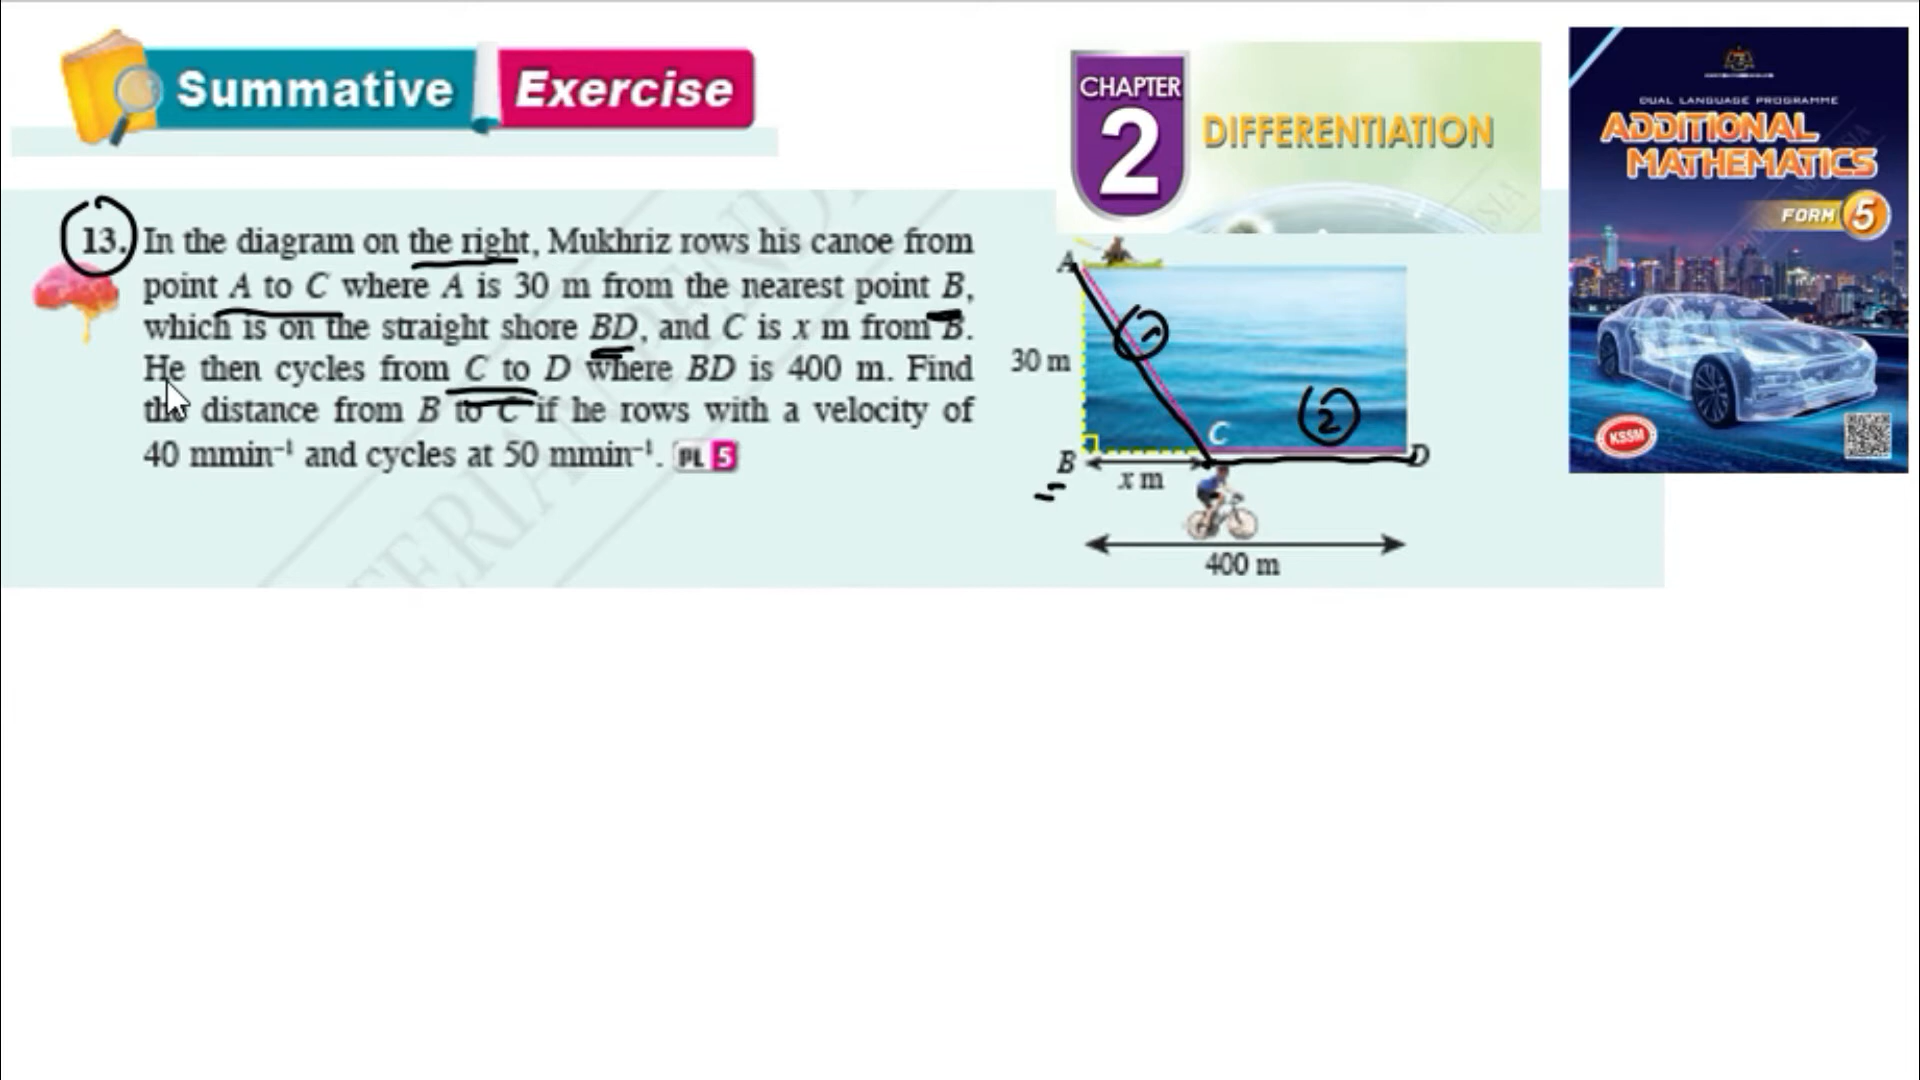 Summative Exercise
CHAPTER
2
DIFFERENTIATION
DUAL LANGUAGE PROGRAMME
ADDITIONAL
MATHEMATICS
FORM 5
KSSM
13. In the diagram on the right, Mukhriz rows his canoe from
point A to C where A is 30 m from the nearest point B,
which is on the straight shore BD, and C is x m from B.
He then cycles from C to D where BD is 400 m. Find
the distance from B to C if he rows with a velocity of
40 mmin⁻¹ and cycles at 50 mmin⁻¹. PL 5
A
1
30 m
2
C
B
D
x m
400 m